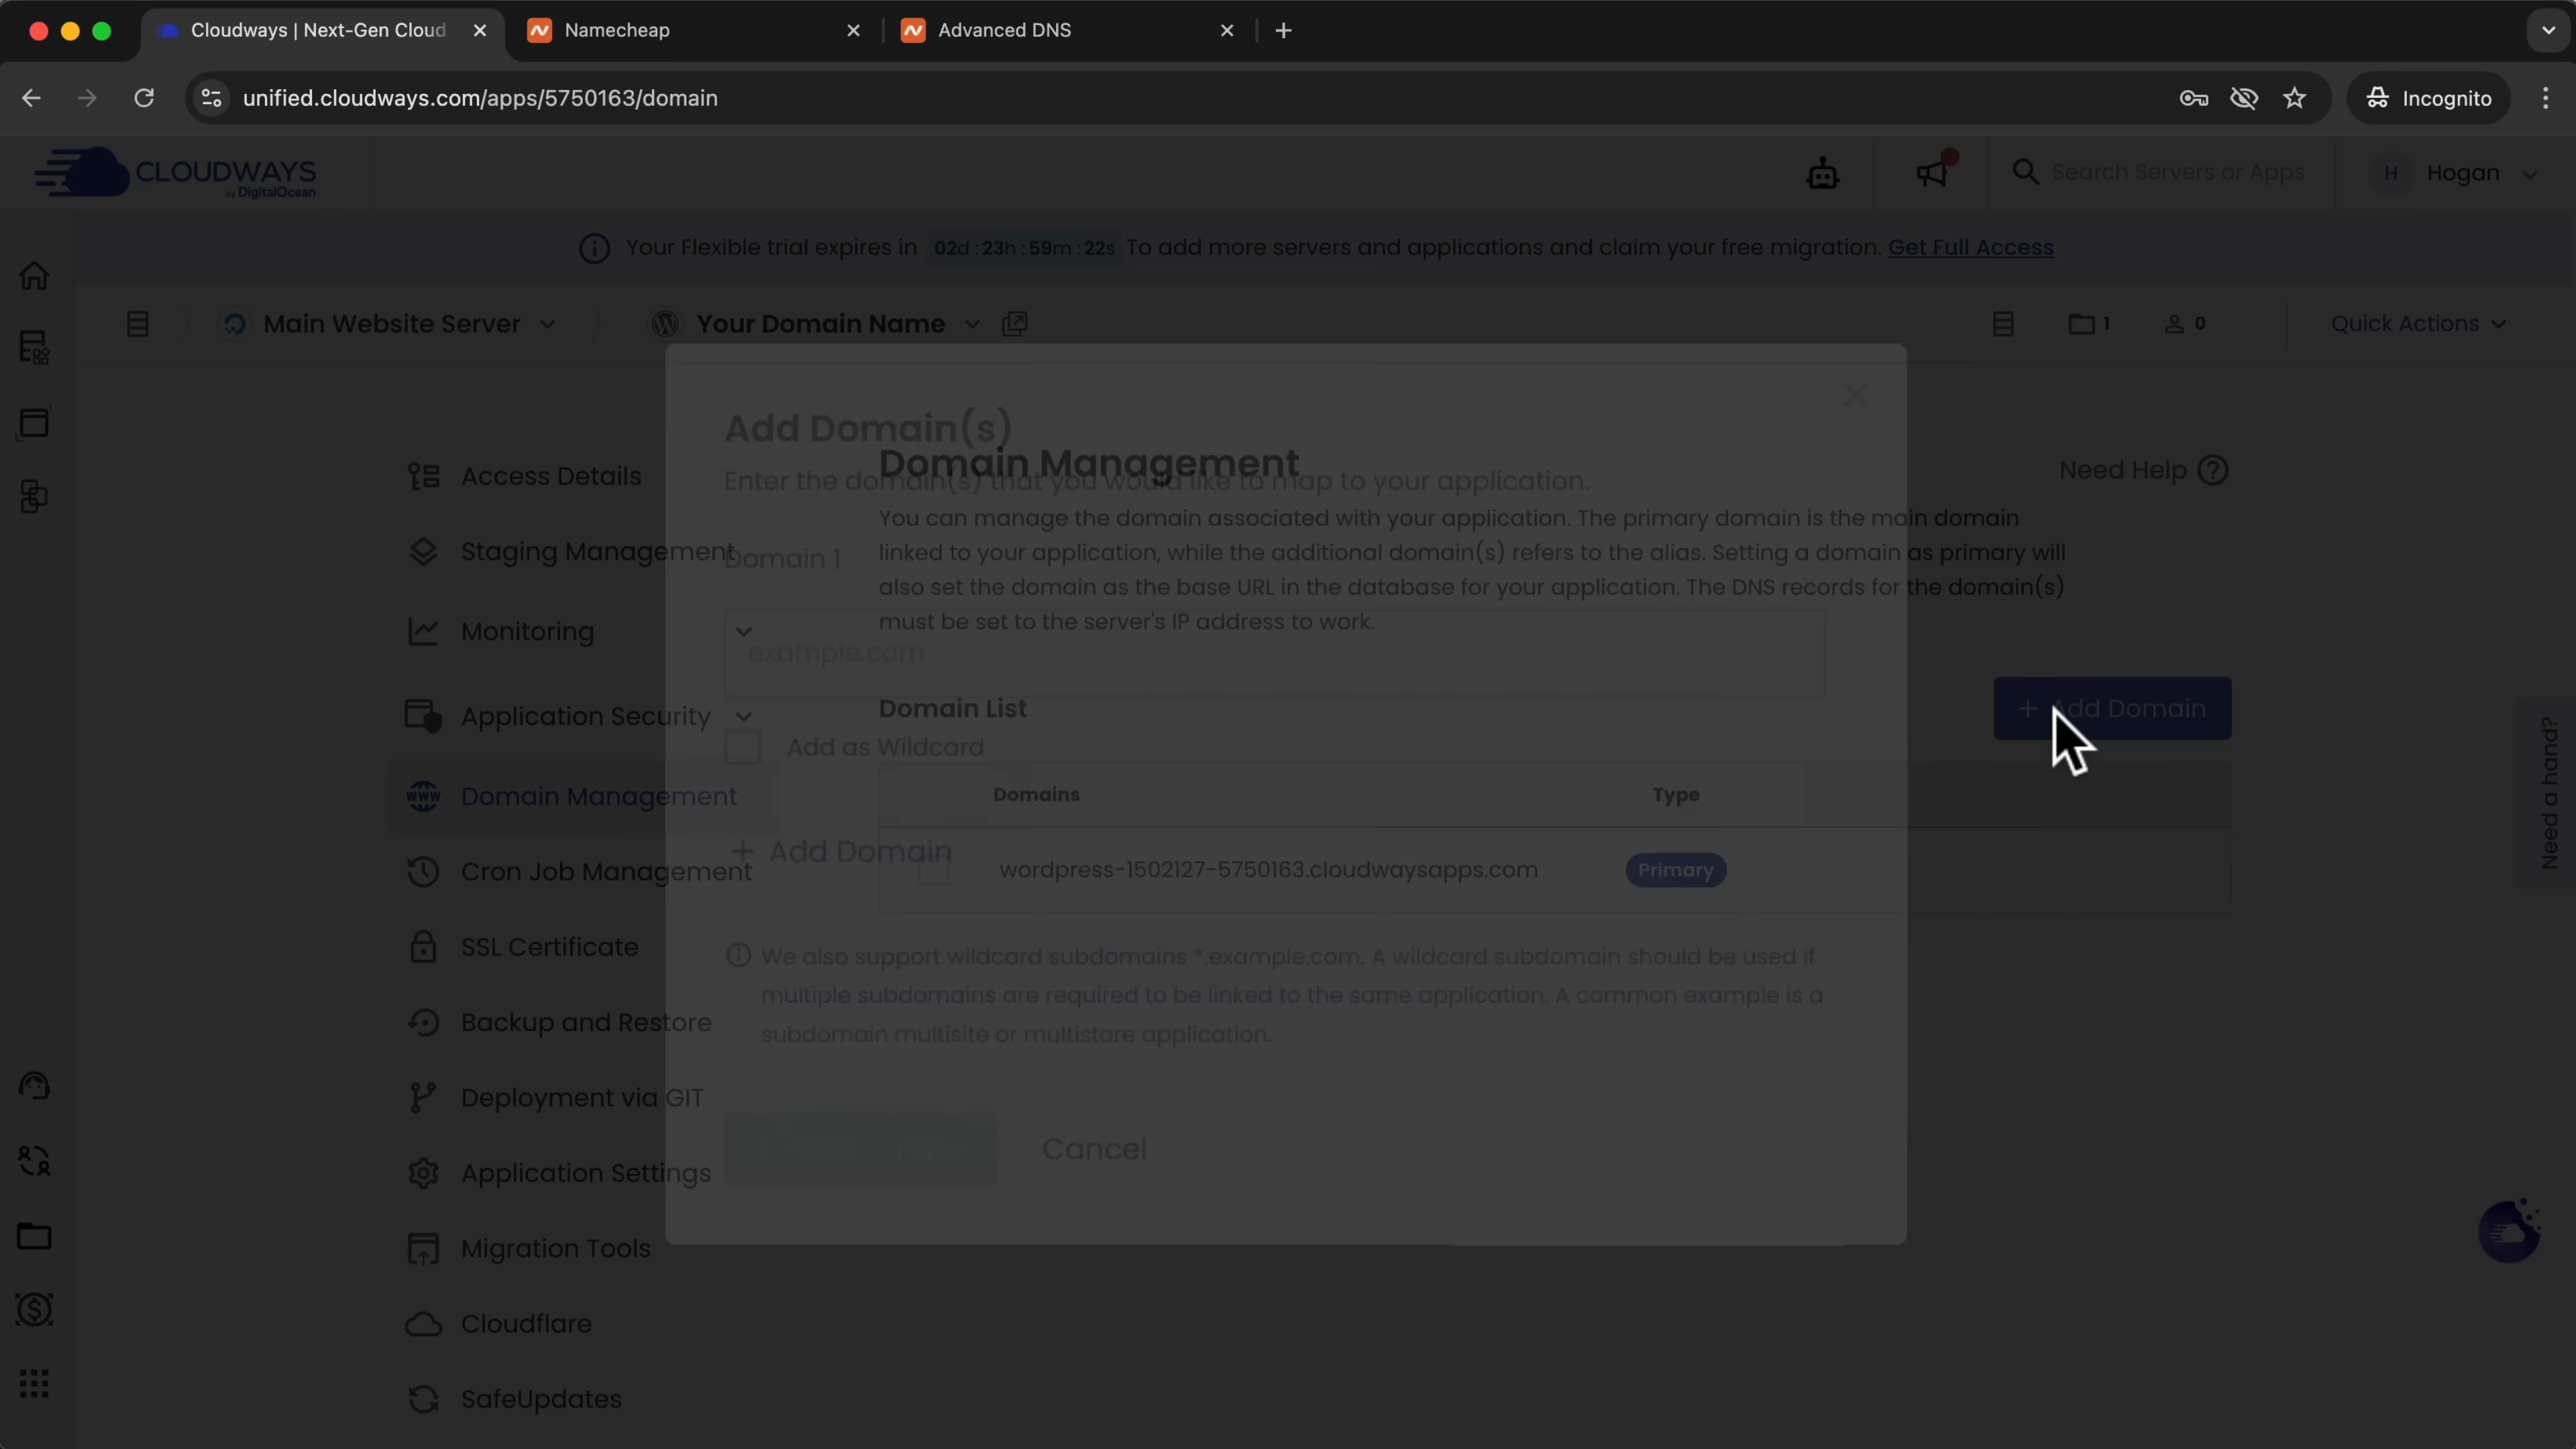 Cloudways | Next-Gen Cloud
Namecheap
Advanced DNS
unified.cloudways.com/apps/5750163/domain
Incognito
CLOUDWAYS
by DigitalOcean
Search Servers or Apps
H
Hogan
Your Flexible trial expires in 02d : 23h : 59m : 22s To add more servers and applications and claim your free migration. Get Full Access
Main Website Server
Your Domain Name
1
0
Quick Actions
Access Details
Staging Management
Monitoring
Application Security
WWW
Domain Management
Cron Job Management
SSL Certificate
Backup and Restore
Deployment via GIT
Application Settings
Migration Tools
Cloudflare
SafeUpdates
Domain Management
Need Help
You can manage the domain associated with your application. The primary domain is the main domain
linked to your application, while the additional domain(s) refers to the alias. Setting a domain as primary will
also set the domain as the base URL in the database for your application. The DNS records for the domain(s)
must be set to the server's IP address to work.
Domain List
+ Add Domain
Domains
Type
wordpress-1502127-5750163.cloudwaysapps.com
Primary
Add Domain(s)
Enter the domain(s) that you would like to map to your application.
Domain 1
example.com
Add as Wildcard
+ Add Domain
We also support wildcard subdomains *.example.com. A wildcard subdomain should be used if
multiple subdomains are required to be linked to the same application. A common example is a
subdomain multisite or multistore application.
Cancel
Need a hand?